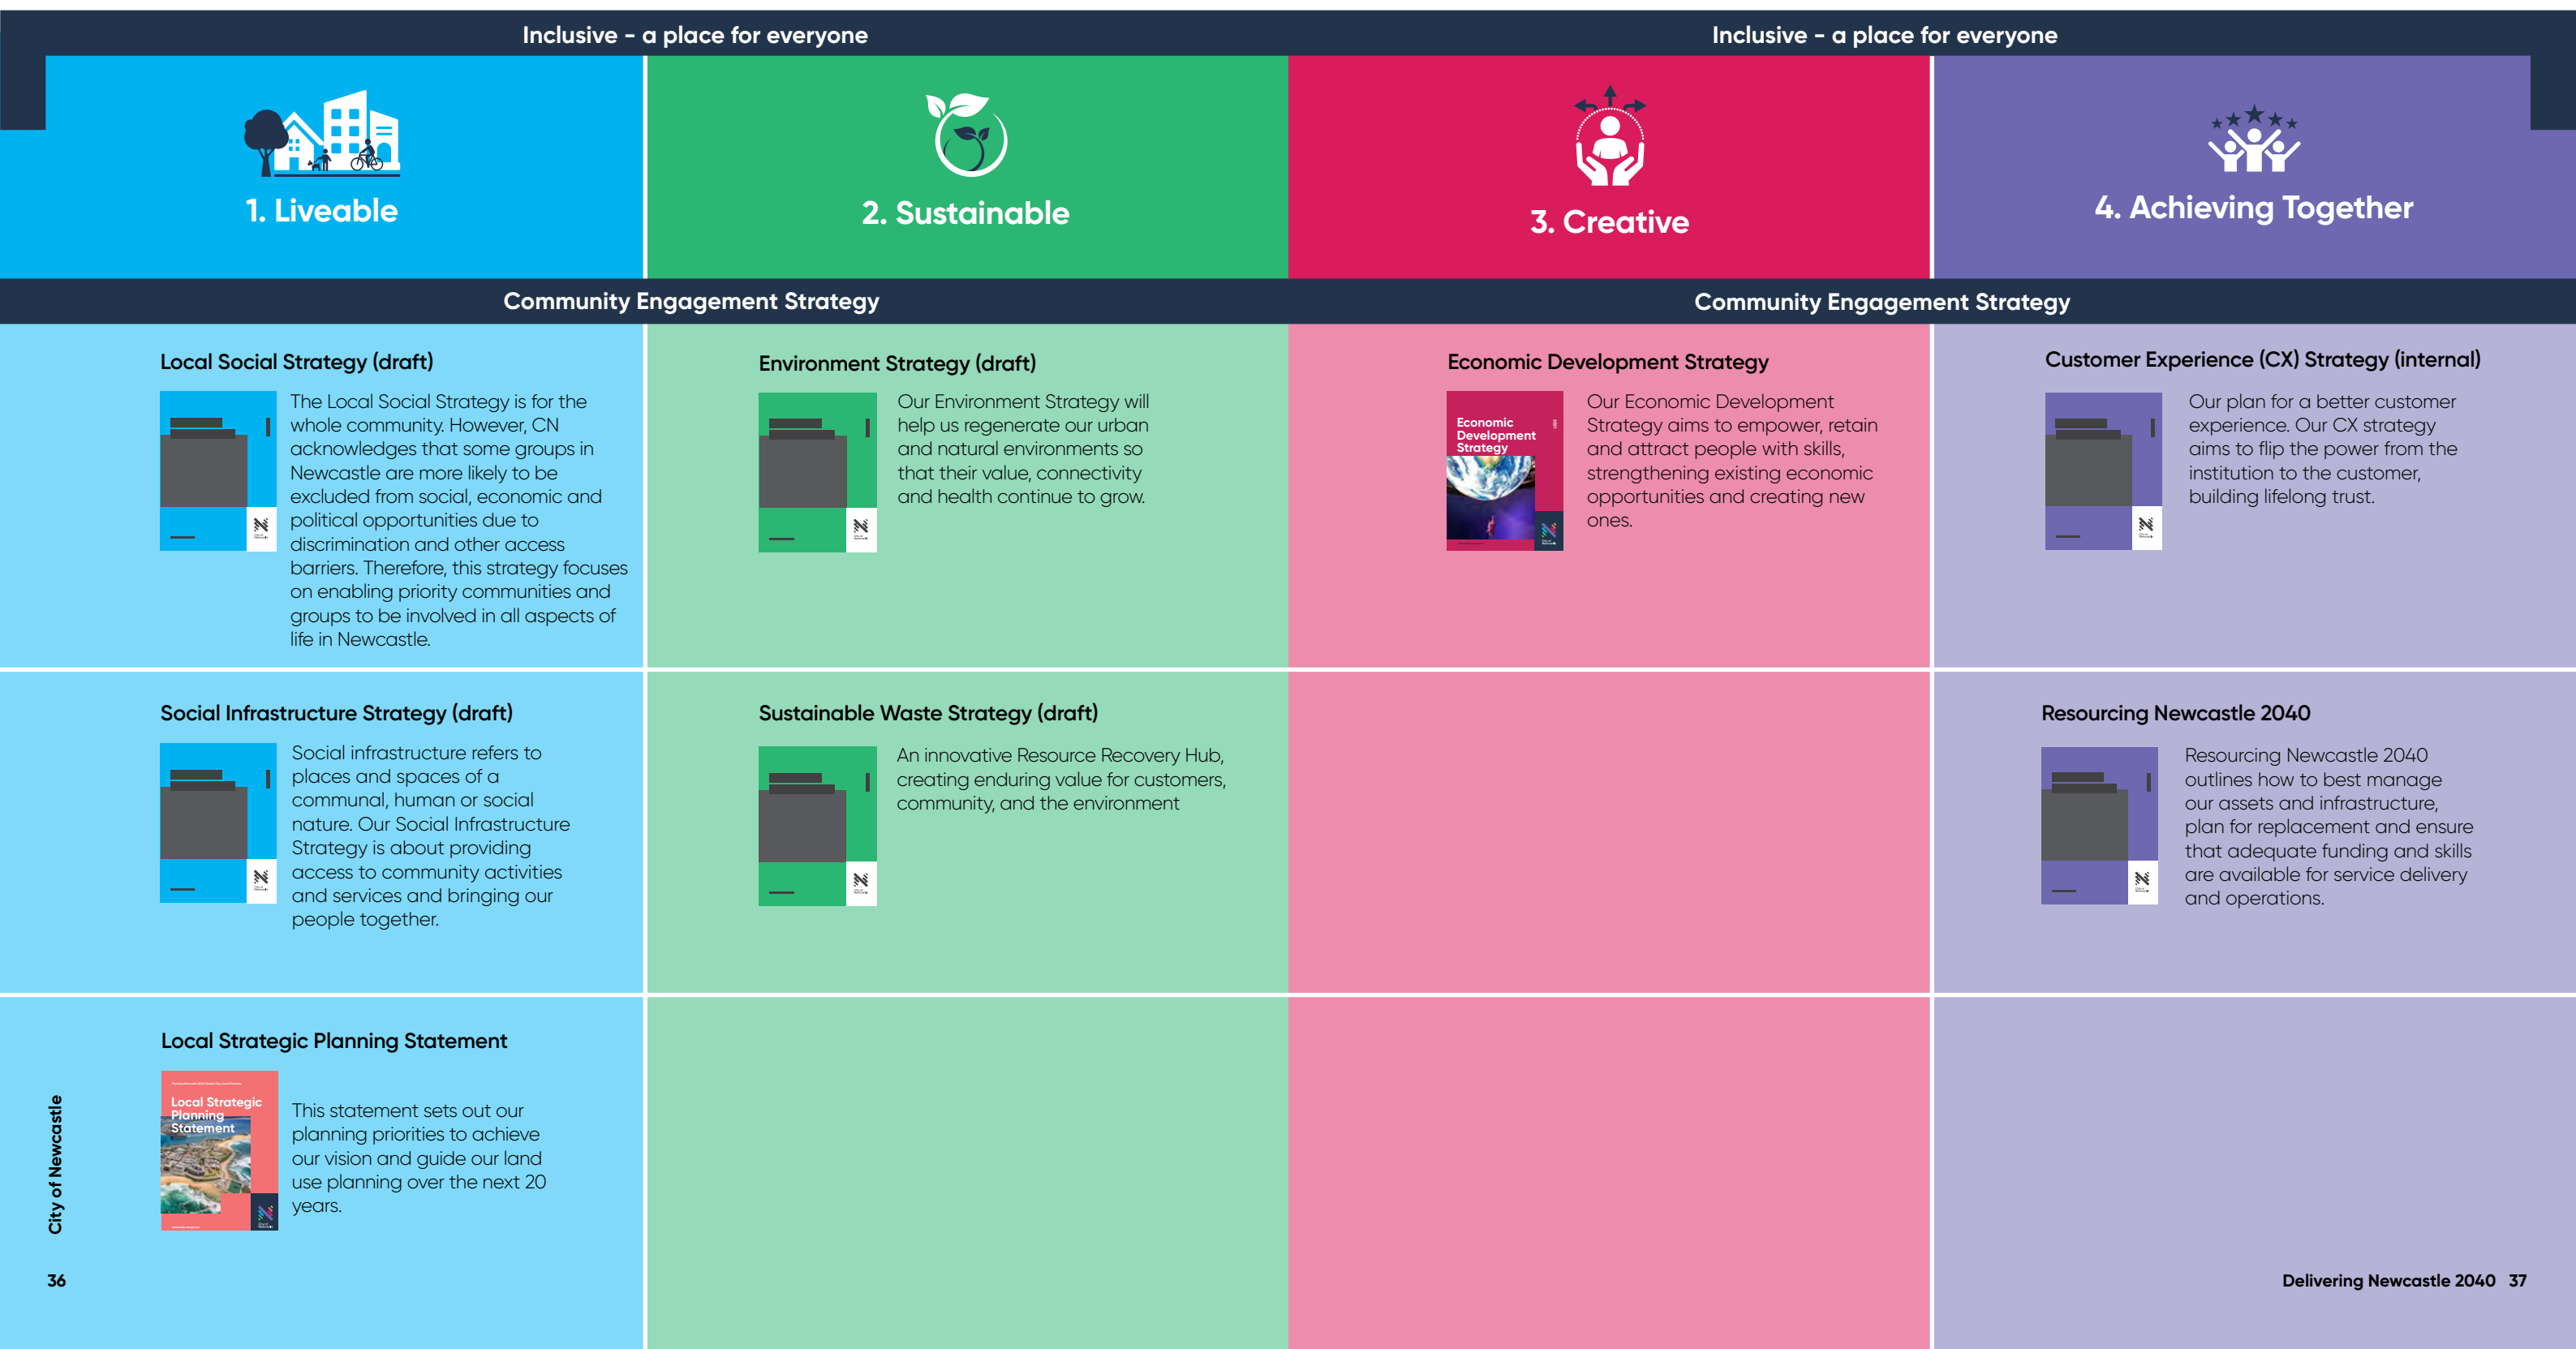 Inclusive - a place for everyone
Inclusive - a place for everyone
1. Liveable
2. Sustainable
3. Creative
4. Achieving Together
Community Engagement Strategy
Community Engagement Strategy
Local Social Strategy (draft)
The Local Social Strategy is for the
whole community. However, CN
acknowledges that some groups in
Newcastle are more likely to be
excluded from social, economic and
political opportunities due to
discrimination and other access
barriers. Therefore, this strategy focuses
on enabling priority communities and
groups to be involved in all aspects of
life in Newcastle.
Environment Strategy (draft)
Our Environment Strategy will
help us regenerate our urban
and natural environments so
that their value, connectivity
and health continue to grow.
Economic Development Strategy
Economic
Development
Strategy
Our Economic Development
Strategy aims to empower, retain
and attract people with skills,
strengthening existing economic
opportunities and creating new
ones.
Customer Experience (CX) Strategy (internal)
Our plan for a better customer
experience. Our CX strategy
aims to flip the power from the
institution to the customer,
building lifelong trust.
Social Infrastructure Strategy (draft)
Social infrastructure refers to
places and spaces of a
communal, human or social
nature. Our Social Infrastructure
Strategy is about providing
access to community activities
and services and bringing our
people together.
Sustainable Waste Strategy (draft)
An innovative Resource Recovery Hub,
creating enduring value for customers,
community, and the environment
Resourcing Newcastle 2040
Resourcing Newcastle 2040
outlines how to best manage
our assets and infrastructure,
plan for replacement and ensure
that adequate funding and skills
are available for service delivery
and operations.
Local Strategic Planning Statement
Local Strategic
Planning
Statement
This statement sets out our
planning priorities to achieve
our vision and guide our land
use planning over the next 20
years.
City of Newcastle
36
Delivering Newcastle 2040 37